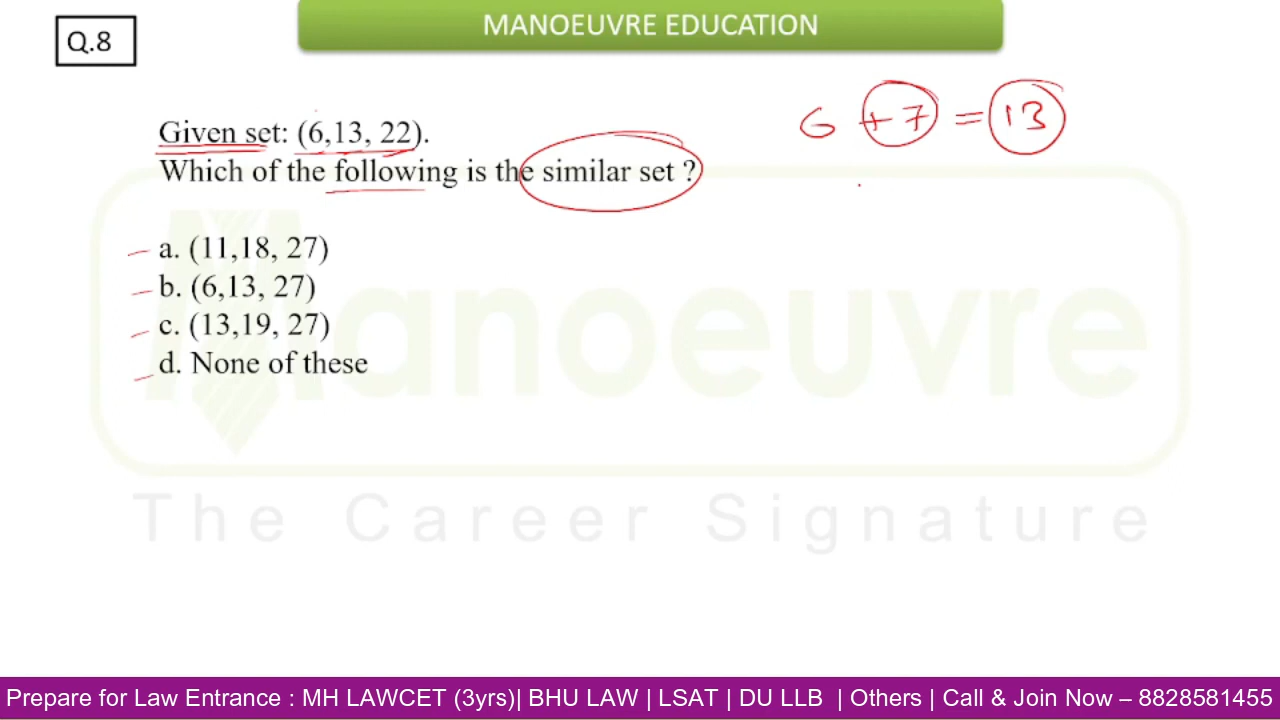 MANOEUVRE EDUCATION
Q.8
6 + 7 = 13
Given set: (6,13, 22).
Which of the following is the similar set ?
a. (11,18, 27)
b. (6,13, 27)
c. (13,19, 27)
d. None of these
Manoeuvre
The Career Signature
Prepare for Law Entrance : MH LAWCET (3yrs)| BHU LAW | LSAT | DU LLB | Others | Call & Join Now – 8828581455